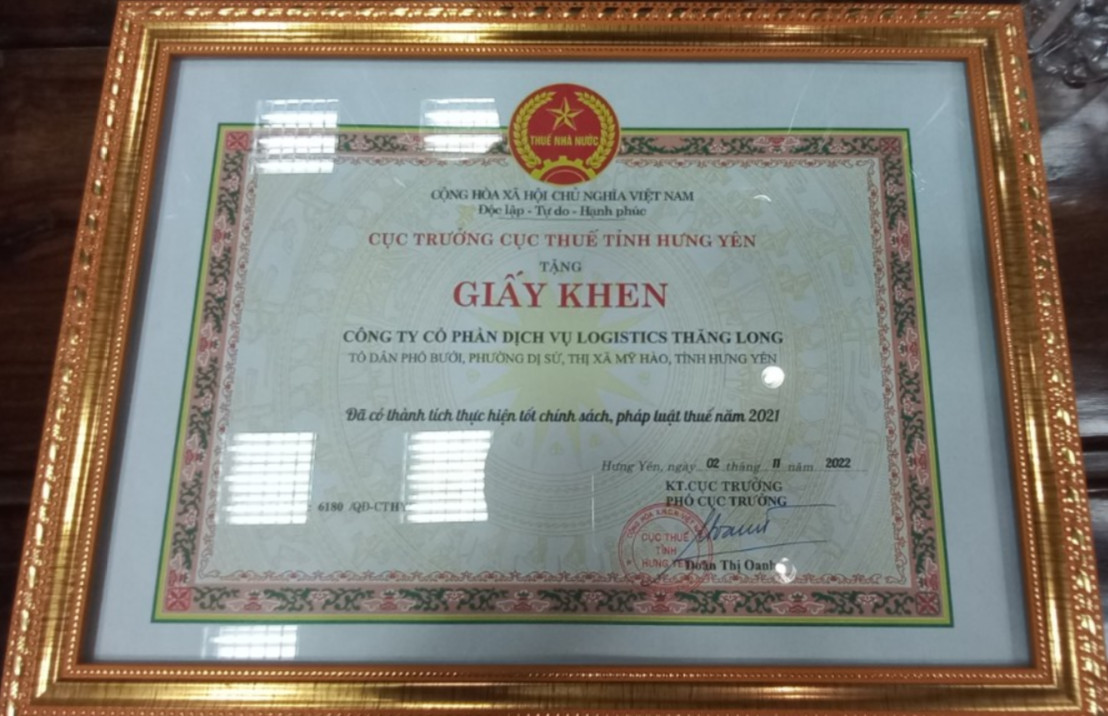 THUẾ NHÀ NƯỚC
CỘNG HÒA XÃ HỘI CHỦ NGHĨA VIỆT NAM
Độc lập - Tự do - Hạnh phúc
CỤC TRƯỞNG CỤC THUẾ TỈNH HƯNG YÊN
TẶNG
GIẤY KHEN
CÔNG TY CỔ PHẦN DỊCH VỤ LOGISTICS THĂNG LONG
TỔ DÂN PHỐ BƯỞI, PHƯỜNG DỊ SỬ, THỊ XÃ MỸ HÀO, TỈNH HƯNG YÊN
Đã có thành tích thực hiện tốt chính sách, pháp luật thuế năm 2021
Hưng Yên, ngày 02 tháng 11 năm 2022
KT.CỤC TRƯỞNG
PHÓ CỤC TRƯỞNG
6180 /QĐ-CTHY
CỤC THUẾ
TỈNH
HƯNG YÊN
Đoàn Thị Oanh